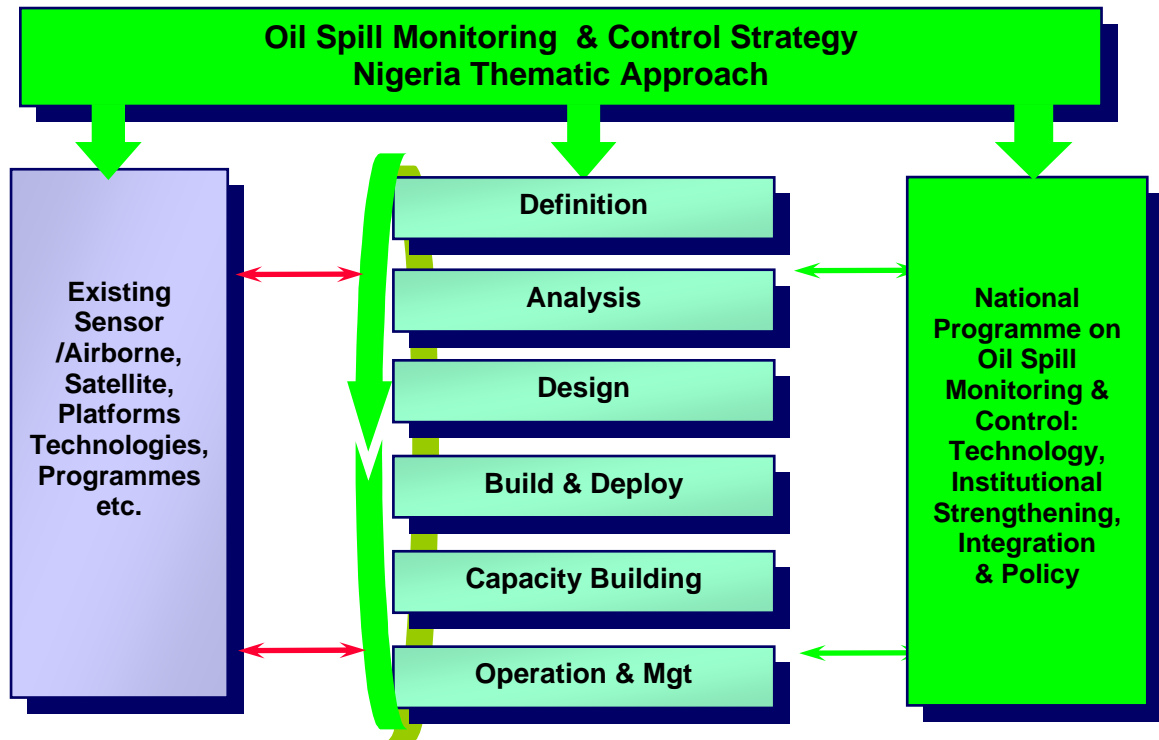 Oil Spill Monitoring & Control Strategy
Nigeria Thematic Approach
Existing
Sensor
/Airborne,
Satellite,
Platforms
Technologies,
Programmes
etc.
Definition
Analysis
Design
Build & Deploy
Capacity Building
Operation & Mgt
National
Programme on
Oil Spill
Monitoring &
Control:
Technology,
Institutional
Strengthening,
Integration
& Policy